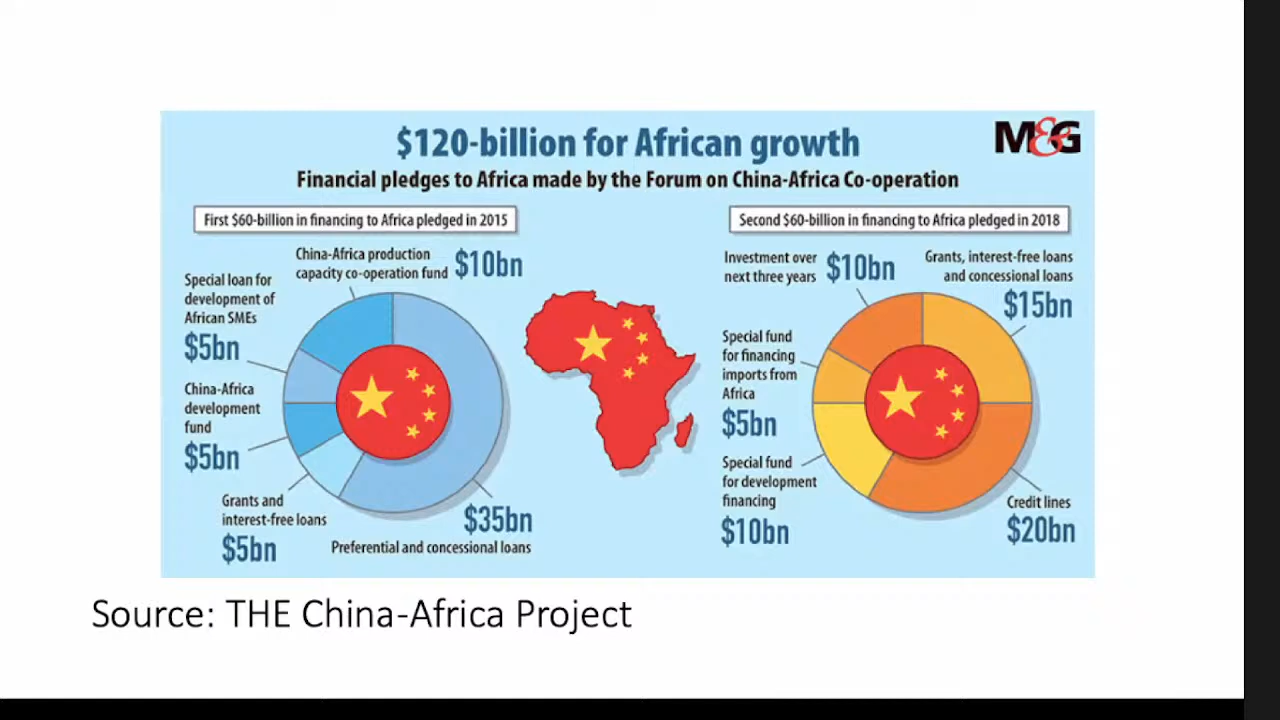 $120-billion for African growth
M&G
Financial pledges to Africa made by the Forum on China-Africa Co-operation
First $60-billion in financing to Africa pledged in 2015
China-Africa production
capacity co-operation fund
$10bn
Special loan for
development of
African SMEs
$5bn
China-Africa
development
fund
$5bn
Grants and
interest-free loans
$5bn
$35bn
Preferential and concessional loans
Second $60-billion in financing to Africa pledged in 2018
Investment over
next three years
$10bn
Grants, interest-free loans
and concessional loans
$15bn
Special fund
for financing
imports from
Africa
$5bn
Special fund
for development
financing
$10bn
Credit lines
$20bn
Source: THE China-Africa Project